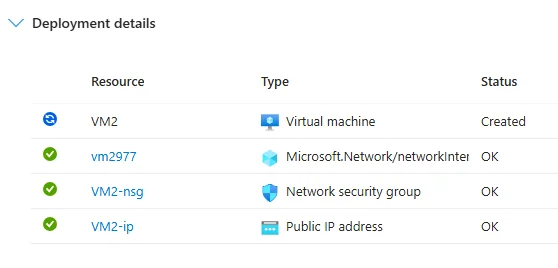 Deployment details
Resource Type Status
VM2 Virtual machine Created
vm2977 Microsoft.Network/networkInter OK
VM2-nsg Network security group OK
VM2-ip Public IP address OK